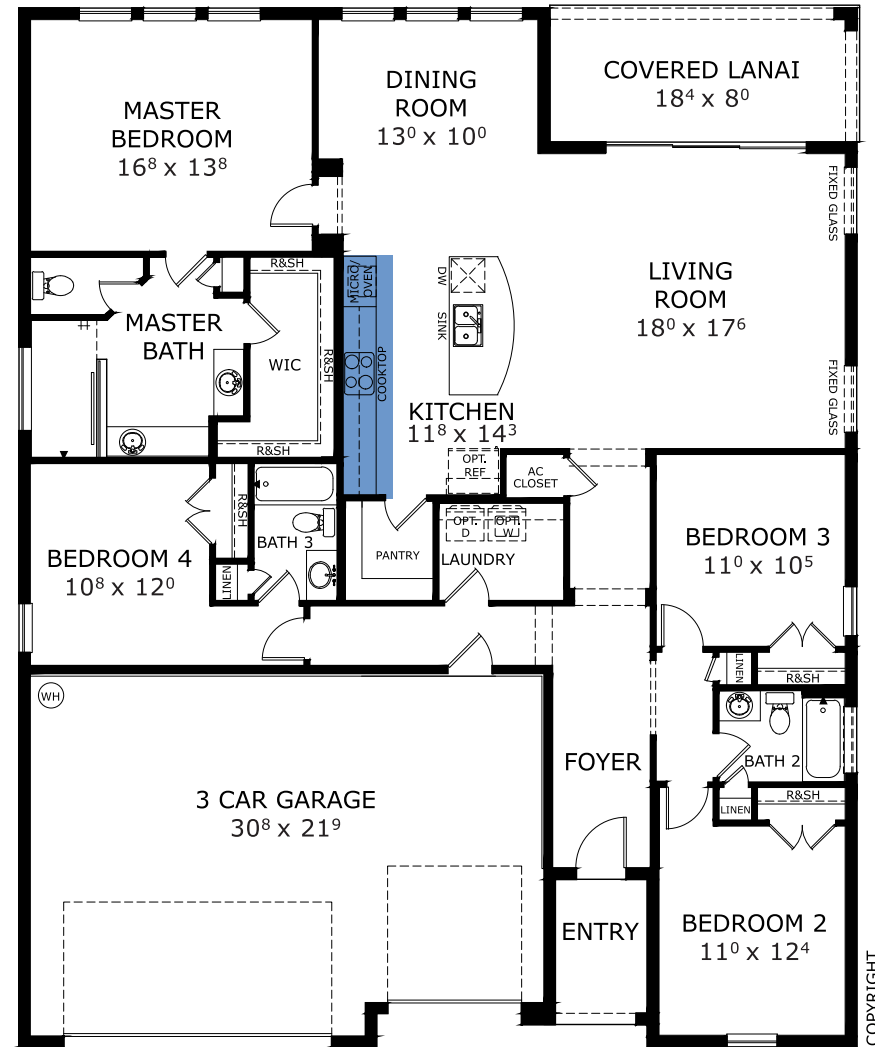 MASTER
BEDROOM
16⁸ x 13⁸
DINING
ROOM
13⁰ x 10⁰
COVERED LANAI
18⁴ x 8⁰
FIXED GLASS
LIVING
ROOM
18⁰ x 17⁶
FIXED GLASS
MASTER
BATH
R&SH
WIC
R&SH
R&SH
MICRO/
OVEN
COOKTOP
DW
SINK
KITCHEN
11⁸ x 14³
OPT.
REF
AC
CLOSET
BEDROOM 4
10⁸ x 12⁰
R&SH
LINEN
BATH 3
PANTRY
OPT.
D
OPT.
W
LAUNDRY
BEDROOM 3
11⁰ x 10⁵
LINEN
R&SH
WH
3 CAR GARAGE
30⁸ x 21⁹
FOYER
BATH 2
LINEN
R&SH
ENTRY
BEDROOM 2
11⁰ x 12⁴
COPYRIGHT